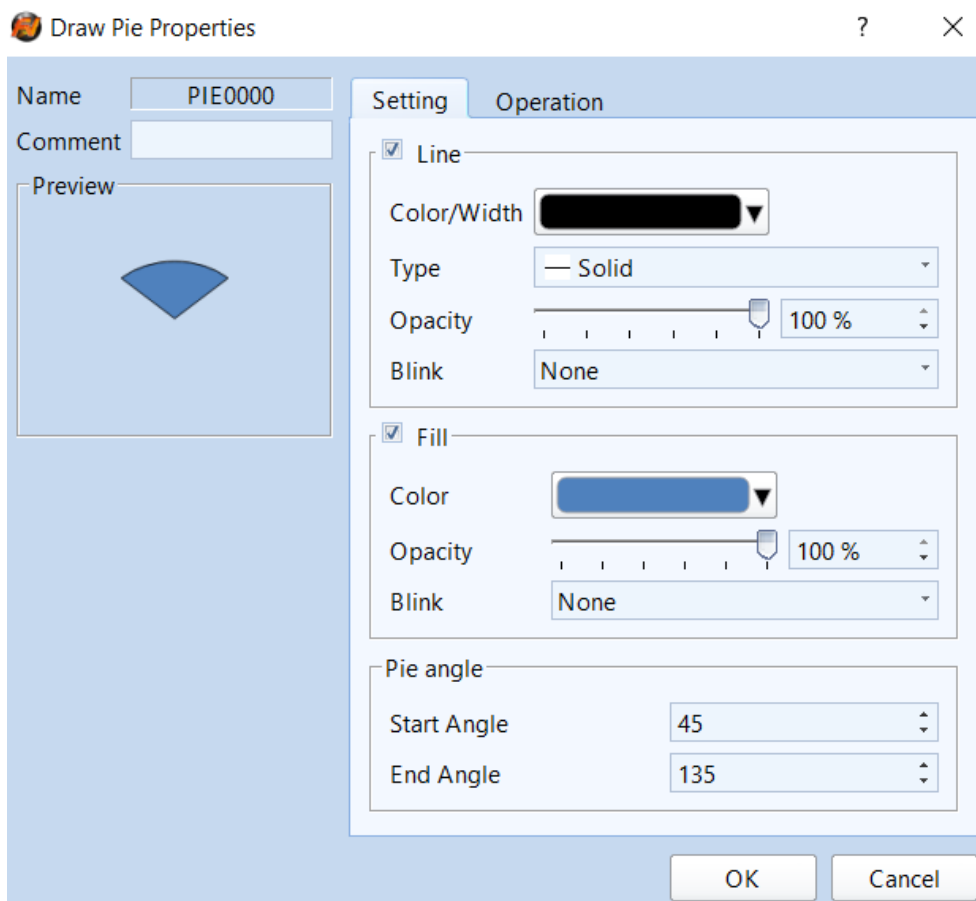 Draw Pie Properties ?
Name PIE0000
Comment
Preview
Setting Operation
Line
Color/Width
Type Solid
Opacity 100 %
Blink None
Fill
Color
Opacity 100 %
Blink None
Pie angle
Start Angle 45
End Angle 135
OK Cancel